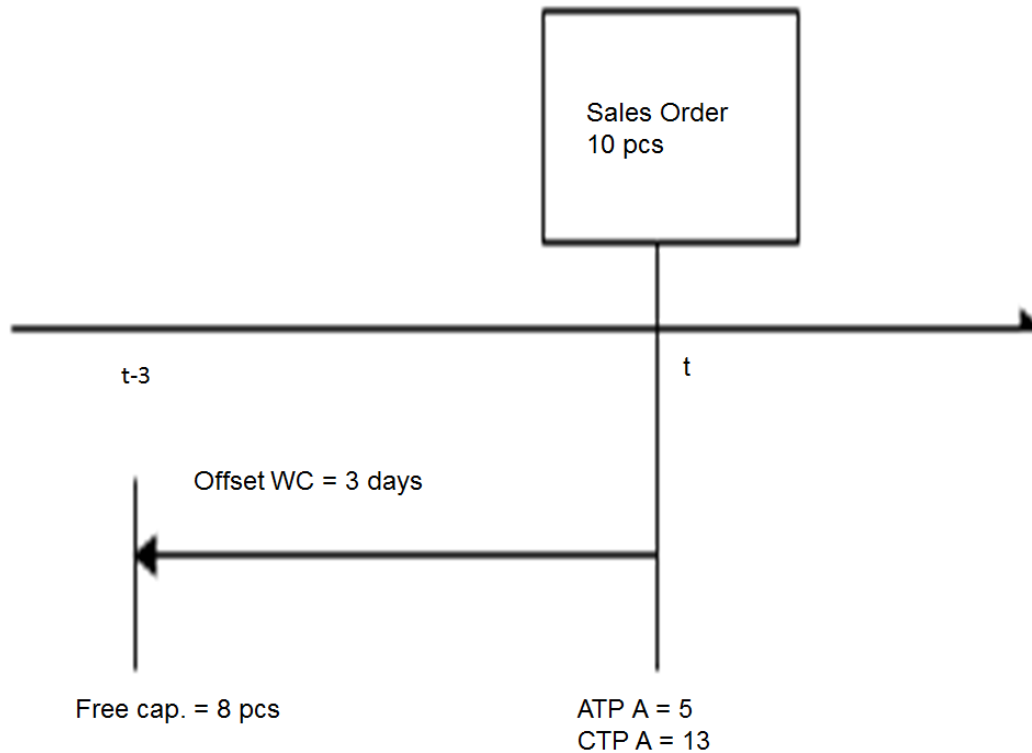 Sales Order
10 pcs
t-3
t
Offset WC = 3 days
Free cap. = 8 pcs
ATP A = 5
CTP A = 13